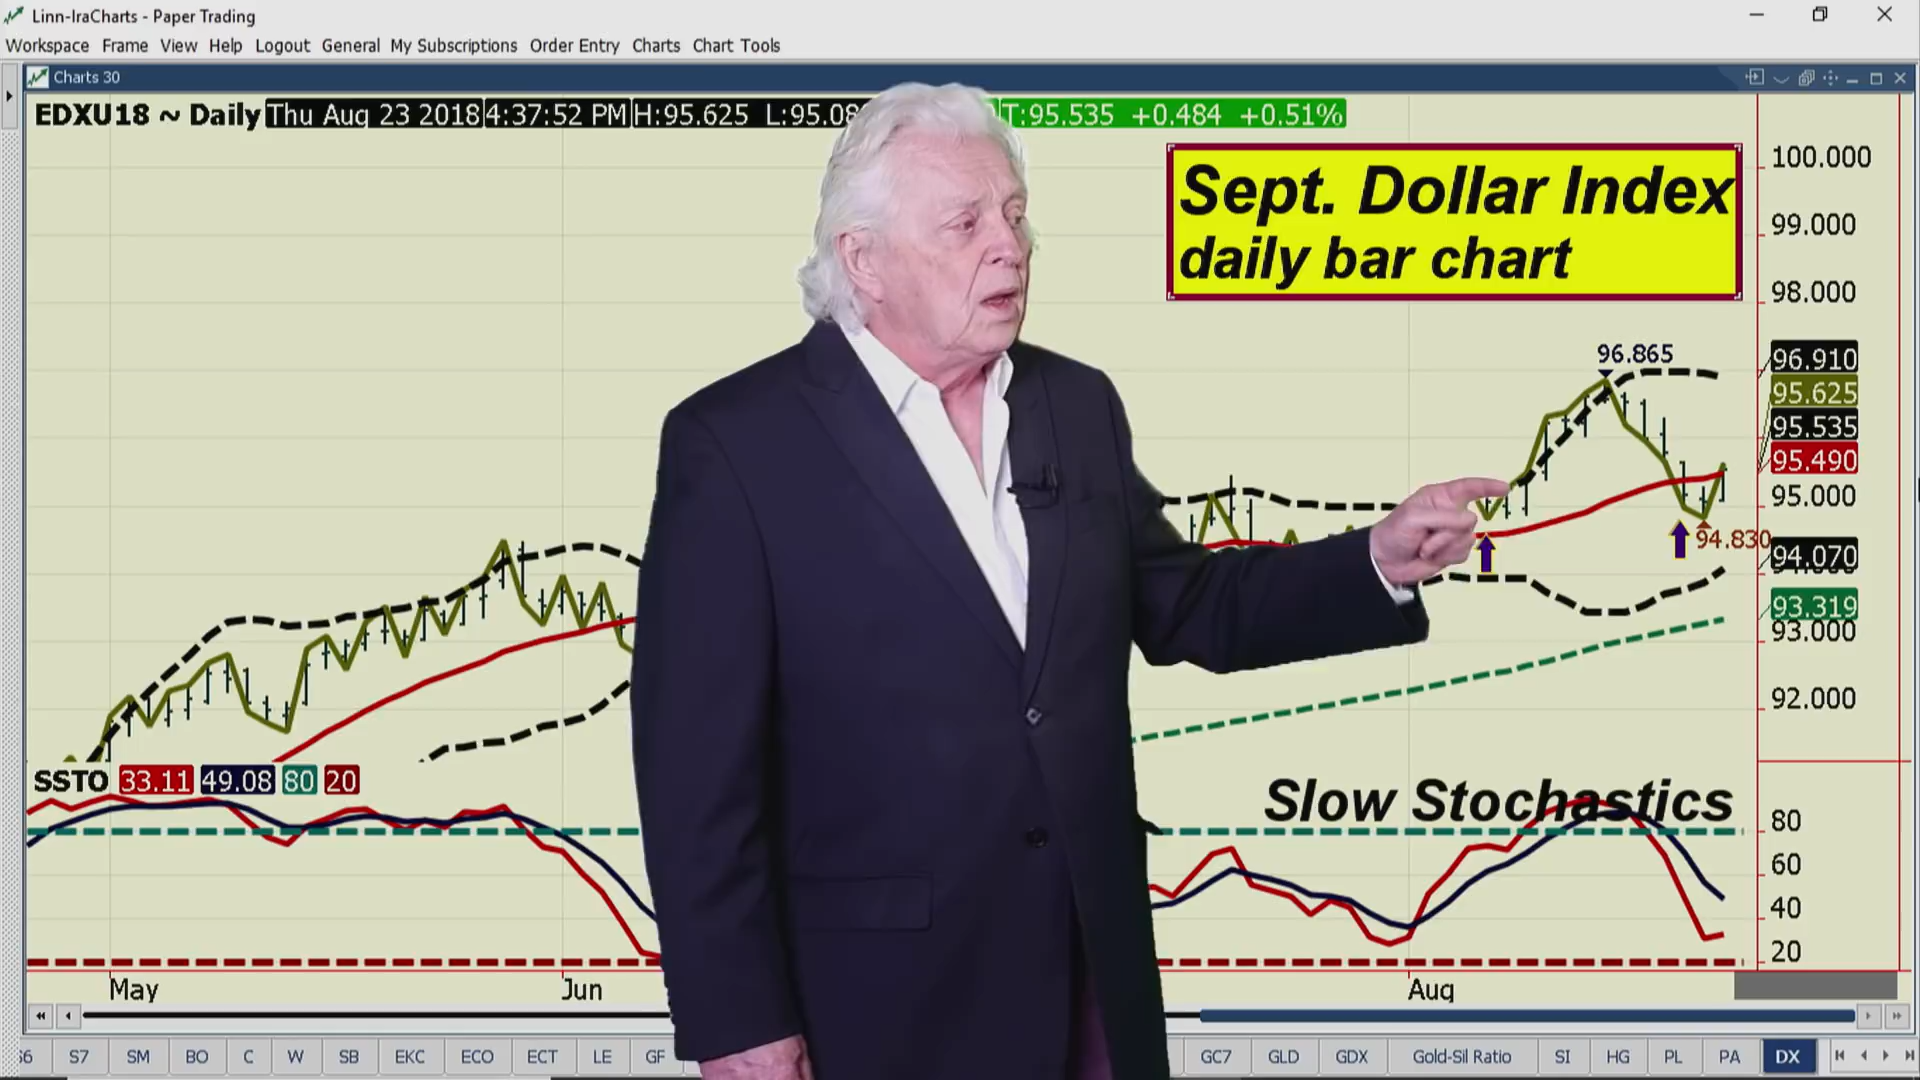 Linn-IraCharts - Paper Trading
Workspace Frame View Help Logout General My Subscriptions Order Entry Charts Chart Tools
Charts 30
EDXU18 ~ Daily Thu Aug 23 2018 4:37:52 PM H:95.625 T:95.535 +0.484 +0.51%
Sept. Dollar Index
daily bar chart
100.000
99.000
98.000
96.865
96.910
95.625
95.535
95.490
95.000
94.830
94.070
93.319
93.000
92.000
SSTO 33.11 49.08 80 20
Slow Stochastics
80
60
40
20
May Jun Aug
S7 SM BO C W SB EKC ECO ECT LE GF GC7 GLD GDX Gold-Sil Ratio SI HG PL PA DX